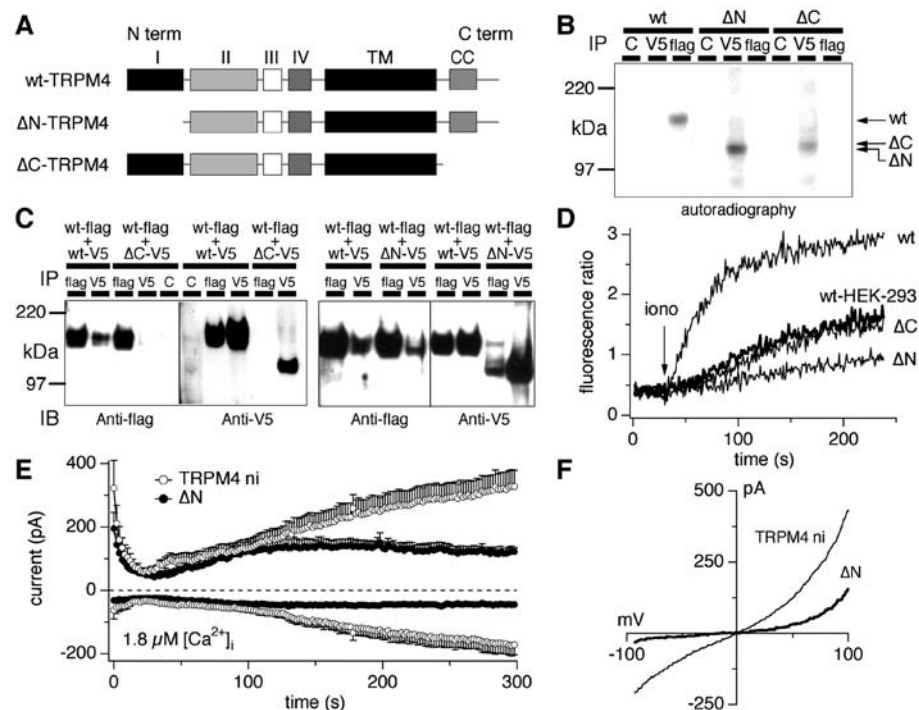 A
N term
C term
I II III IV TM CC
wt-TRPM4
ΔN-TRPM4
ΔC-TRPM4
B
wt ΔN ΔC
IP C V5 flag C V5 flag C V5 flag
220
kDa
97
wt
ΔC
ΔN
autoradiography
C
wt-flag wt-flag wt-flag wt-flag wt-flag wt-flag wt-flag wt-flag
+ + + + + + + +
wt-V5 ΔC-V5 wt-V5 ΔC-V5 wt-V5 ΔN-V5 wt-V5 ΔN-V5
IP flag V5 flag V5 C C flag V5 flag V5 flag V5 flag V5 flag V5 flag V5
220
kDa
97
IB Anti-flag Anti-V5 Anti-flag Anti-V5
D
fluorescence ratio
3
2
1
0
iono
wt
wt-HEK-293
ΔC
ΔN
0 100 200
time (s)
E
current (pA)
400
200
0
-200
TRPM4 ni
ΔN
1.8 µM [Ca2+]i
0 100 200 300
time (s)
F
pA
500
250
TRPM4 ni
ΔN
mV
-100
100
-250